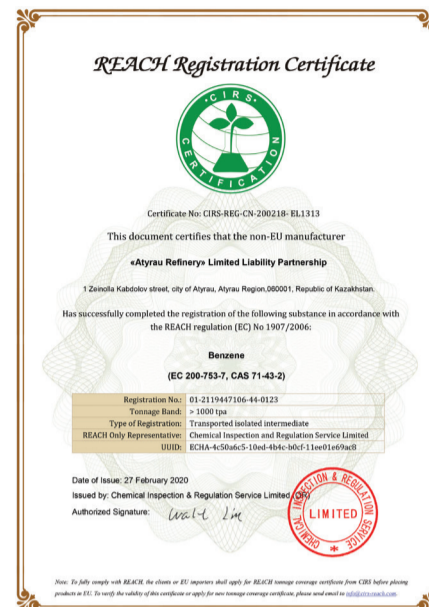 REACH Registration Certificate
CIRS
CERTIFICATION
Certificate No: CIRS-REG-CN-200218- EL1313
This document certifies that the non-EU manufacturer
«Atyrau Refinery» Limited Liability Partnership
1 Zeinolla Kabdolov street, city of Atyrau, Atyrau Region,060001, Republic of Kazakhstan.
Has successfully completed the registration of the following substance in accordance with
the REACH regulation (EC) No 1907/2006:
Benzene
(EC 200-753-7, CAS 71-43-2)
Registration No.: 01-2119447106-44-0123
Tonnage Band: > 1000 tpa
Type of Registration: Transported isolated intermediate
REACH Only Representative: Chemical Inspection and Regulation Service Limited
UUID: ECHA-4c50a6c5-10ed-4b4c-b0cf-11ee01e69ac8
Date of Issue: 27 February 2020
Issued by: Chemical Inspection & Regulation Service Limited (OR)
Authorized Signature:
CHEMICAL INSPECTION & REGULATION SERVICE
LIMITED
Note: To fully comply with REACH, the clients or EU importers shall apply for REACH tonnage coverage certificate from CIRS before placing
products in EU. To verify the validity of this certificate or apply for new tonnage coverage certificate, please send email to info@cirs-reach.com